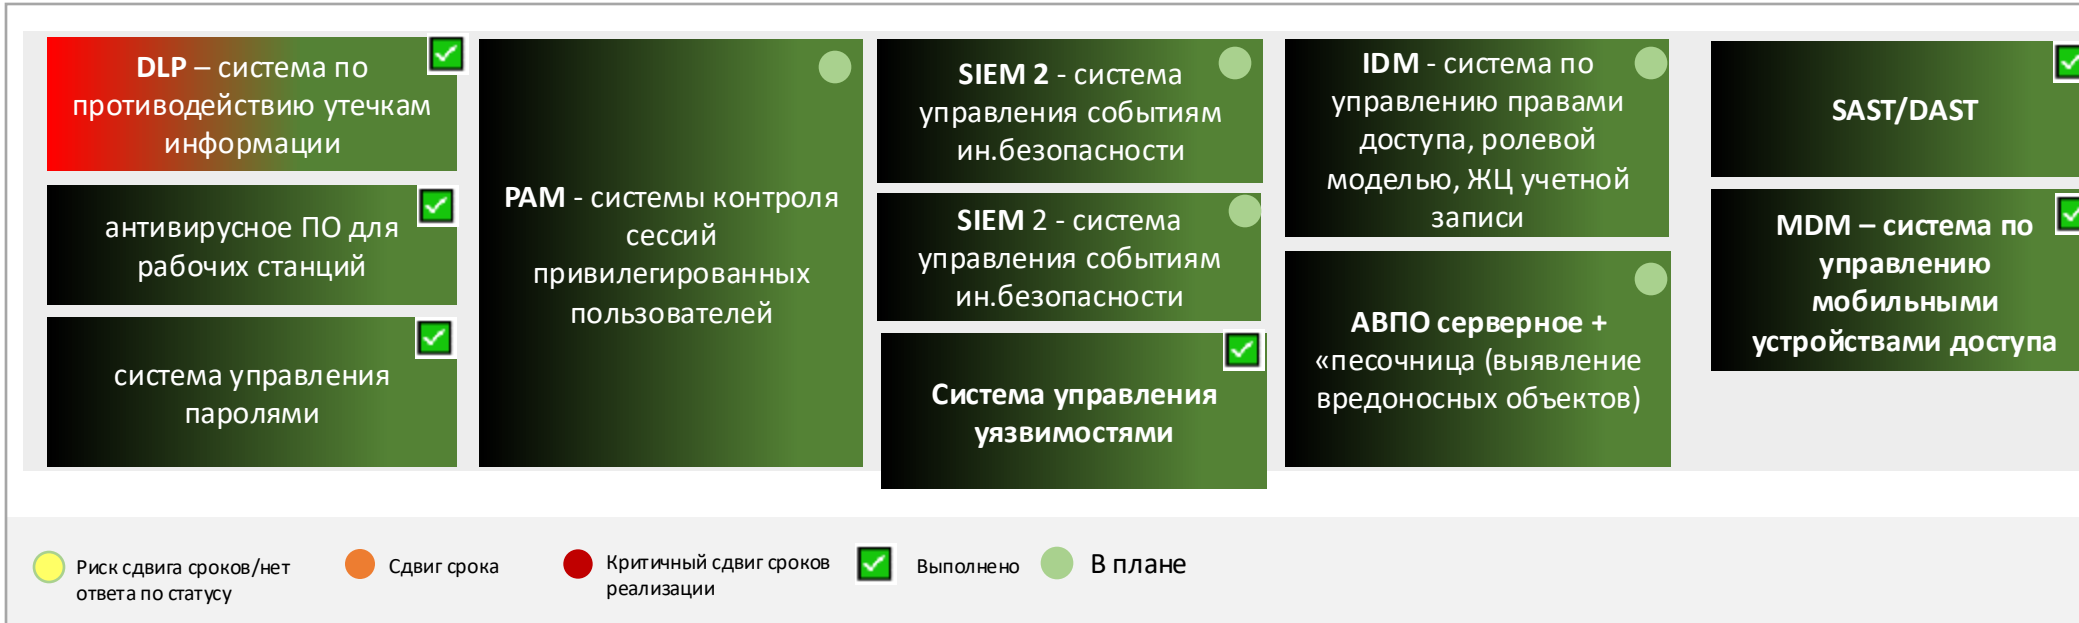 DLP – система по
противодействию утечкам
информации
антивирусное ПО для
рабочих станций
система управления
паролями
PAM - системы контроля
сессий
привилегированных
пользователей
SIEM 2 - система
управления событиям
ин.безопасности
SIEM 2 - система
управления событиям
ин.безопасности
Система управления
уязвимостями
IDM - система по
управлению правами
доступа, ролевой
моделью, ЖЦ учетной
записи
АВПО серверное +
«песочница (выявление
вредоносных объектов)
SAST/DAST
MDM – система по
управлению
мобильными
устройствами доступа
Риск сдвига сроков/нет
ответа по статусу
Сдвиг срока
Критичный сдвиг сроков
реализации
Выполнено
В плане